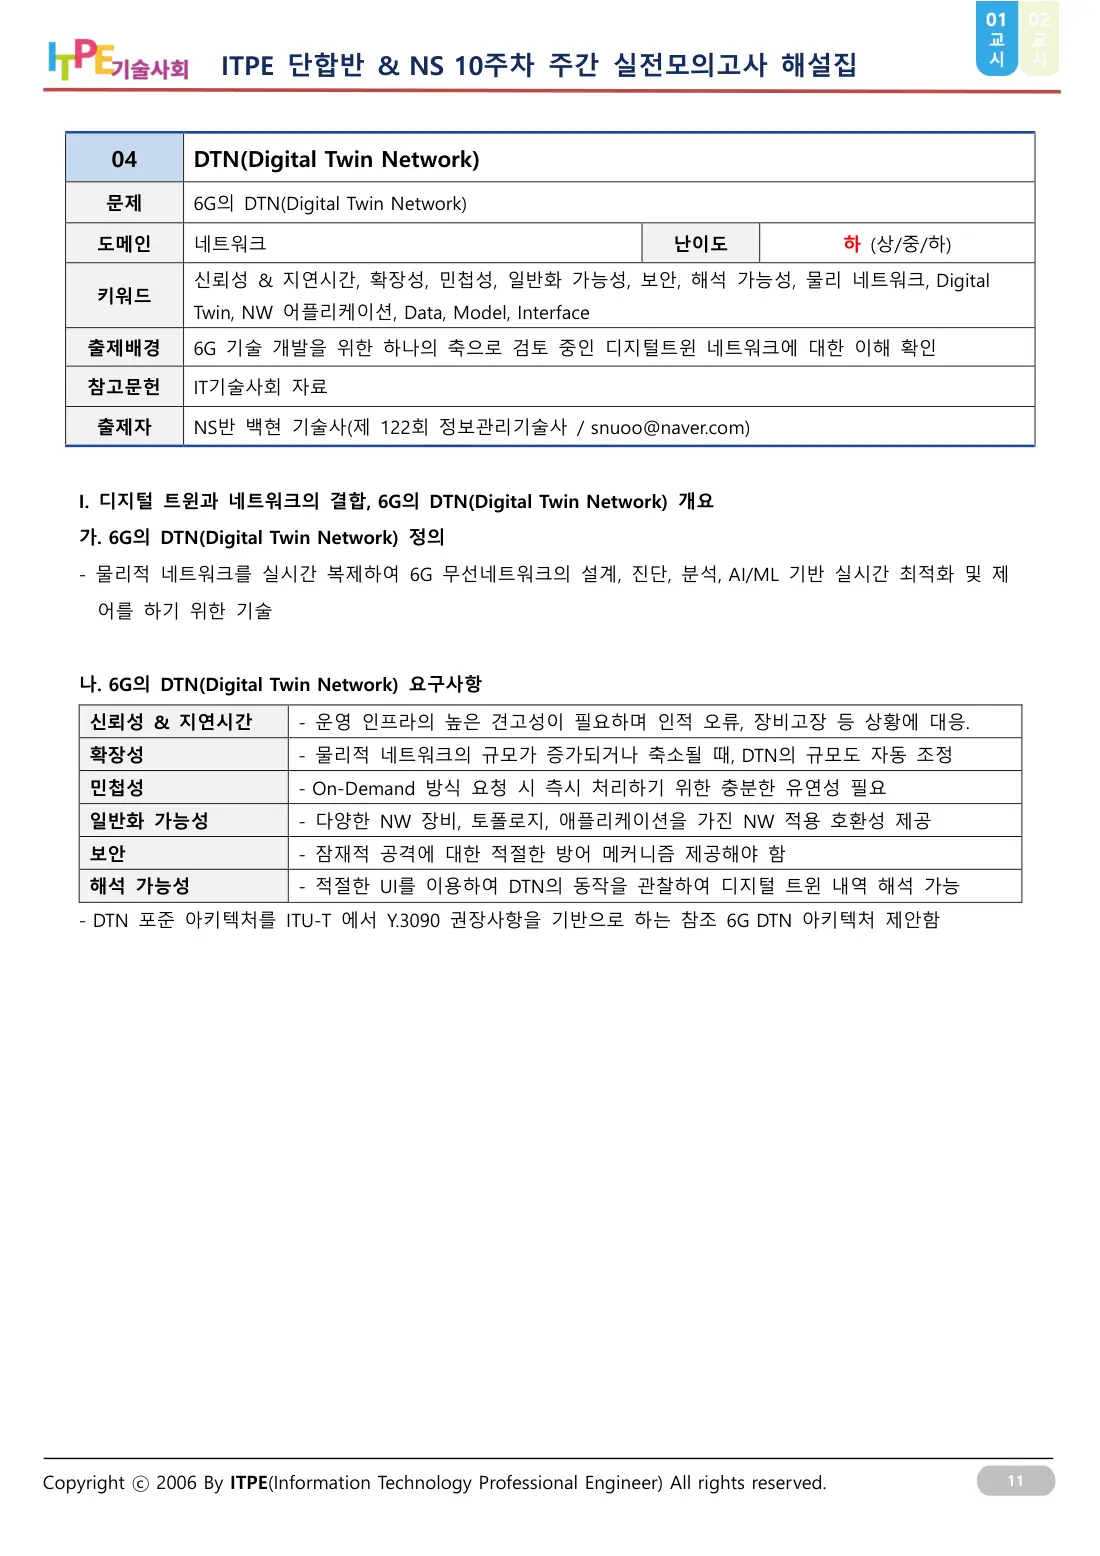 ITPE기술사회 ITPE 단합반 & NS 10주차 주간 실전모의고사 해설집
01 교시
02 교시
04 DTN(Digital Twin Network)
문제 6G의 DTN(Digital Twin Network)
도메인 네트워크 난이도 하 (상/중/하)
키워드 신뢰성 & 지연시간, 확장성, 민첩성, 일반화 가능성, 보안, 해석 가능성, 물리 네트워크, Digital
Twin, NW 어플리케이션, Data, Model, Interface
출제배경 6G 기술 개발을 위한 하나의 축으로 검토 중인 디지털트윈 네트워크에 대한 이해 확인
참고문헌 IT기술사회 자료
출제자 NS반 백현 기술사(제 122회 정보관리기술사 / snuoo@naver.com)
I. 디지털 트윈과 네트워크의 결합, 6G의 DTN(Digital Twin Network) 개요
가. 6G의 DTN(Digital Twin Network) 정의
- 물리적 네트워크를 실시간 복제하여 6G 무선네트워크의 설계, 진단, 분석, AI/ML 기반 실시간 최적화 및 제
어를 하기 위한 기술
나. 6G의 DTN(Digital Twin Network) 요구사항
신뢰성 & 지연시간 - 운영 인프라의 높은 견고성이 필요하며 인적 오류, 장비고장 등 상황에 대응.
확장성 - 물리적 네트워크의 규모가 증가되거나 축소될 때, DTN의 규모도 자동 조정
민첩성 - On-Demand 방식 요청 시 즉시 처리하기 위한 충분한 유연성 필요
일반화 가능성 - 다양한 NW 장비, 토폴로지, 애플리케이션을 가진 NW 적용 호환성 제공
보안 - 잠재적 공격에 대한 적절한 방어 메커니즘 제공해야 함
해석 가능성 - 적절한 UI를 이용하여 DTN의 동작을 관찰하여 디지털 트윈 내역 해석 가능
- DTN 포준 아키텍처를 ITU-T 에서 Y.3090 권장사항을 기반으로 하는 참조 6G DTN 아키텍처 제안함
Copyright ⓒ 2006 By ITPE(Information Technology Professional Engineer) All rights reserved.
11